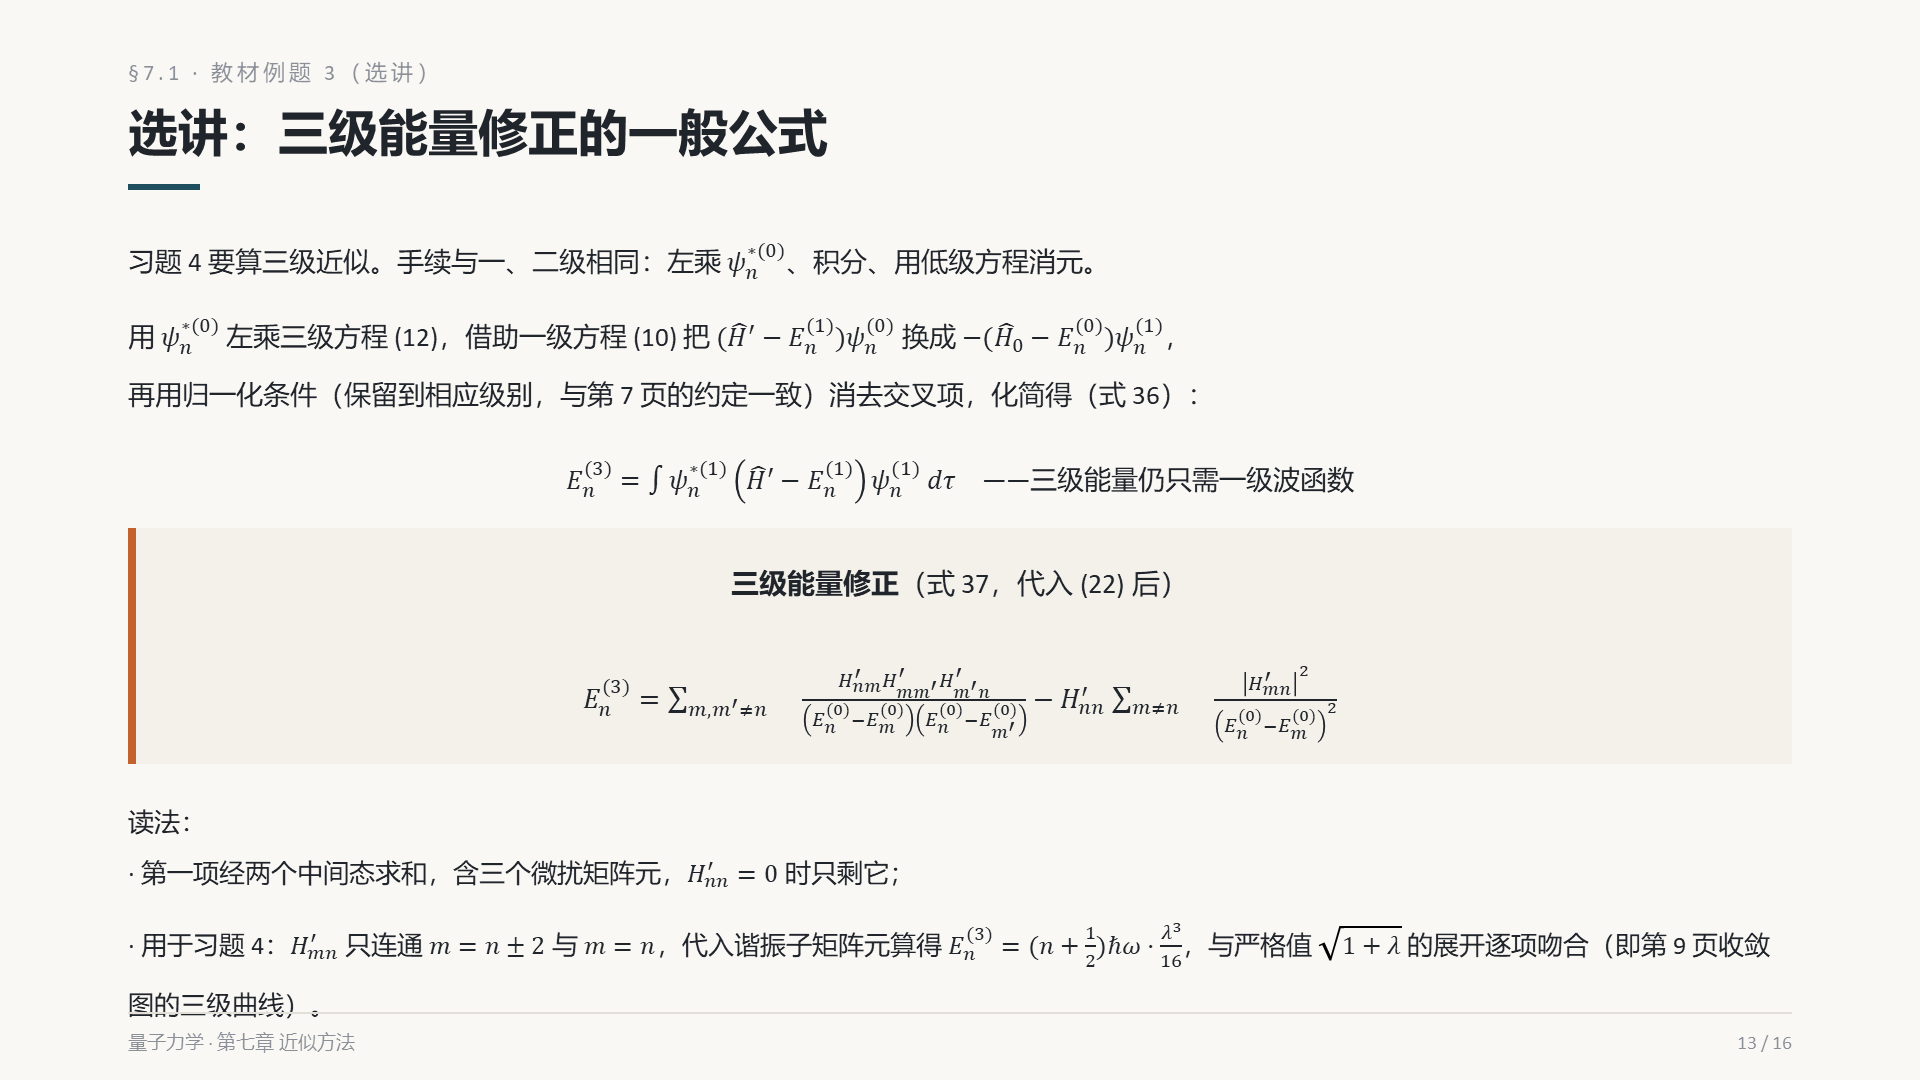 §7.1 · 教材例题 3（选讲）
选讲：三级能量修正的一般公式
习题 4 要算三级近似。手续与一、二级相同：左乘 ψ_n^{*(0)}、积分、用低级方程消元。
用 ψ_n^{*(0)} 左乘三级方程 (12)，借助一级方程 (10) 把 (Ĥ′ − E_n^{(1)})ψ_n^{(0)} 换成 −(Ĥ_0 − E_n^{(0)})ψ_n^{(1)}，
再用归一化条件（保留到相应级别，与第 7 页的约定一致）消去交叉项，化简得（式 36）：
E_n^{(3)} = ∫ ψ_n^{*(1)} (Ĥ′ − E_n^{(1)}) ψ_n^{(1)} dτ ——三级能量仍只需一级波函数
三级能量修正（式 37，代入 (22) 后）
E_n^{(3)} = ∑_{m,m′≠n} \frac{H′_{nm}H′_{mm′}H′_{m′n}}{(E_n^{(0)}−E_m^{(0)})(E_n^{(0)}−E_{m′}^{(0)})} − H′_{nn} ∑_{m≠n} \frac{|H′_{mn}|^2}{(E_n^{(0)}−E_m^{(0)})^2}
读法：
· 第一项经两个中间态求和，含三个微扰矩阵元，H′_{nn} = 0 时只剩它；
· 用于习题 4：H′_{mn} 只连通 m = n ± 2 与 m = n，代入谐振子矩阵元算得 E_n^{(3)} = (n + \frac{1}{2})ℏω · \frac{λ^3}{16}，与严格值 √(1 + λ) 的展开逐项吻合（即第 9 页收敛
图的三级曲线）。
量子力学 · 第七章 近似方法
13 / 16